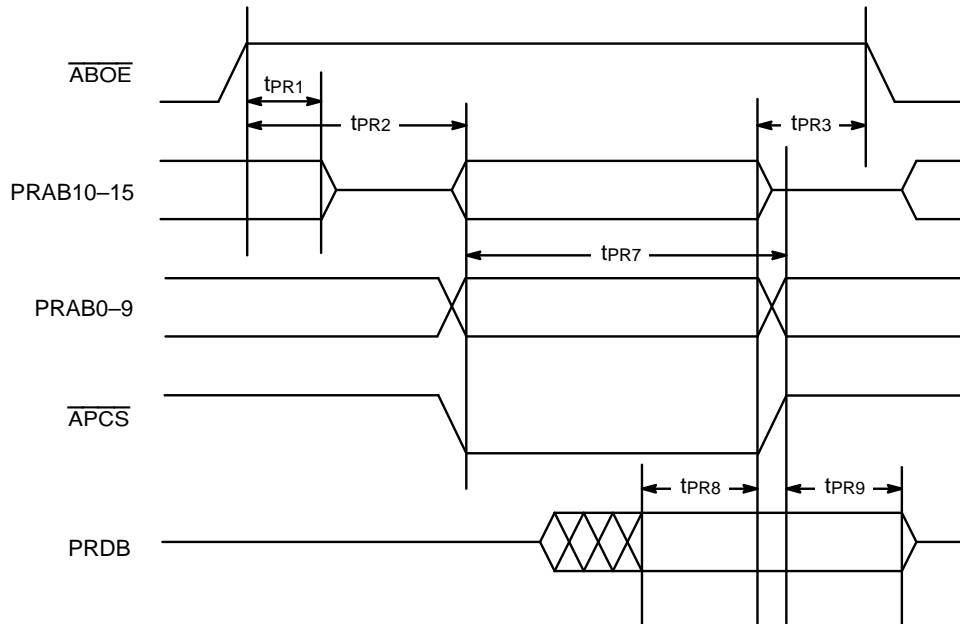 ABOE
tPR1
tPR2
tPR3
PRAB10–15
tPR7
PRAB0–9
APCS
tPR8
tPR9
PRDB